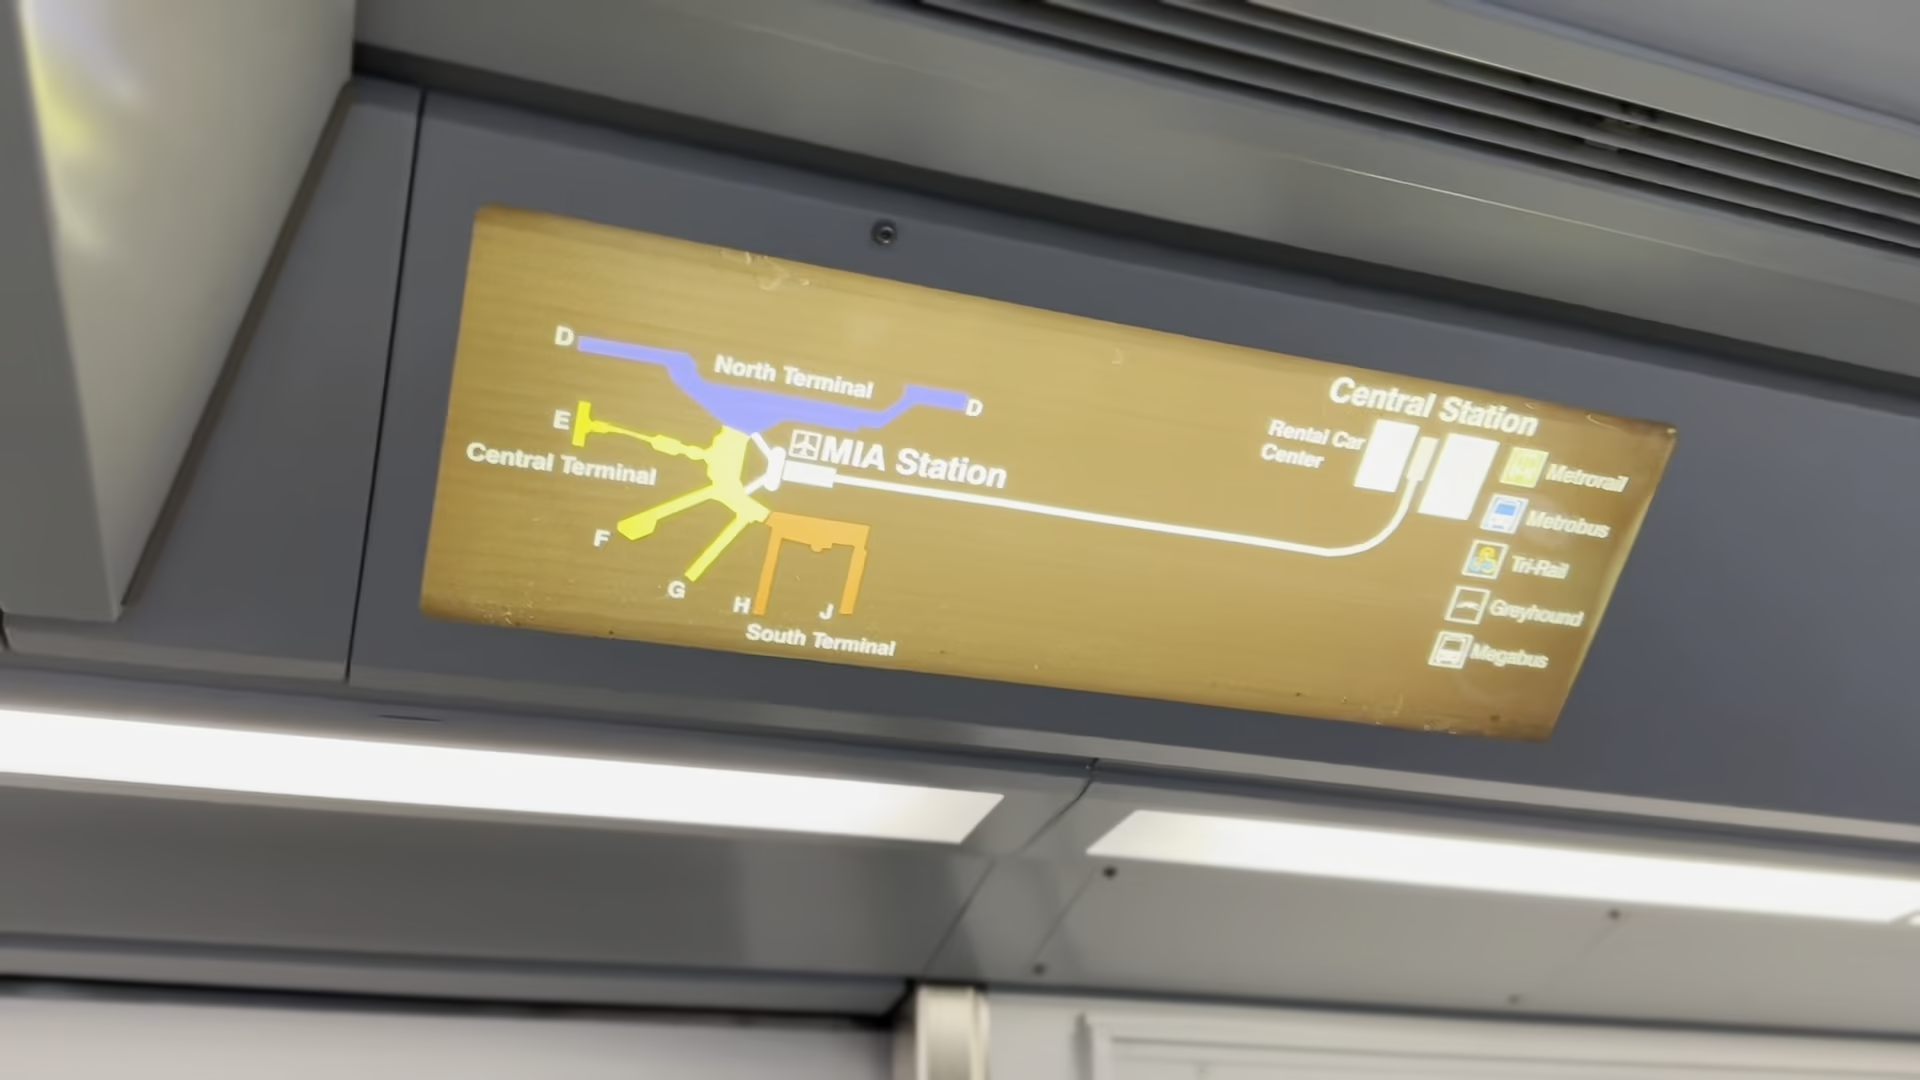 D
North Terminal
D
E
Central Terminal
MIA Station
F
G
H
J
South Terminal
Central Station
Rental Car
Center
Metrorail
Metrobus
Tri-Rail
Greyhound
Megabus